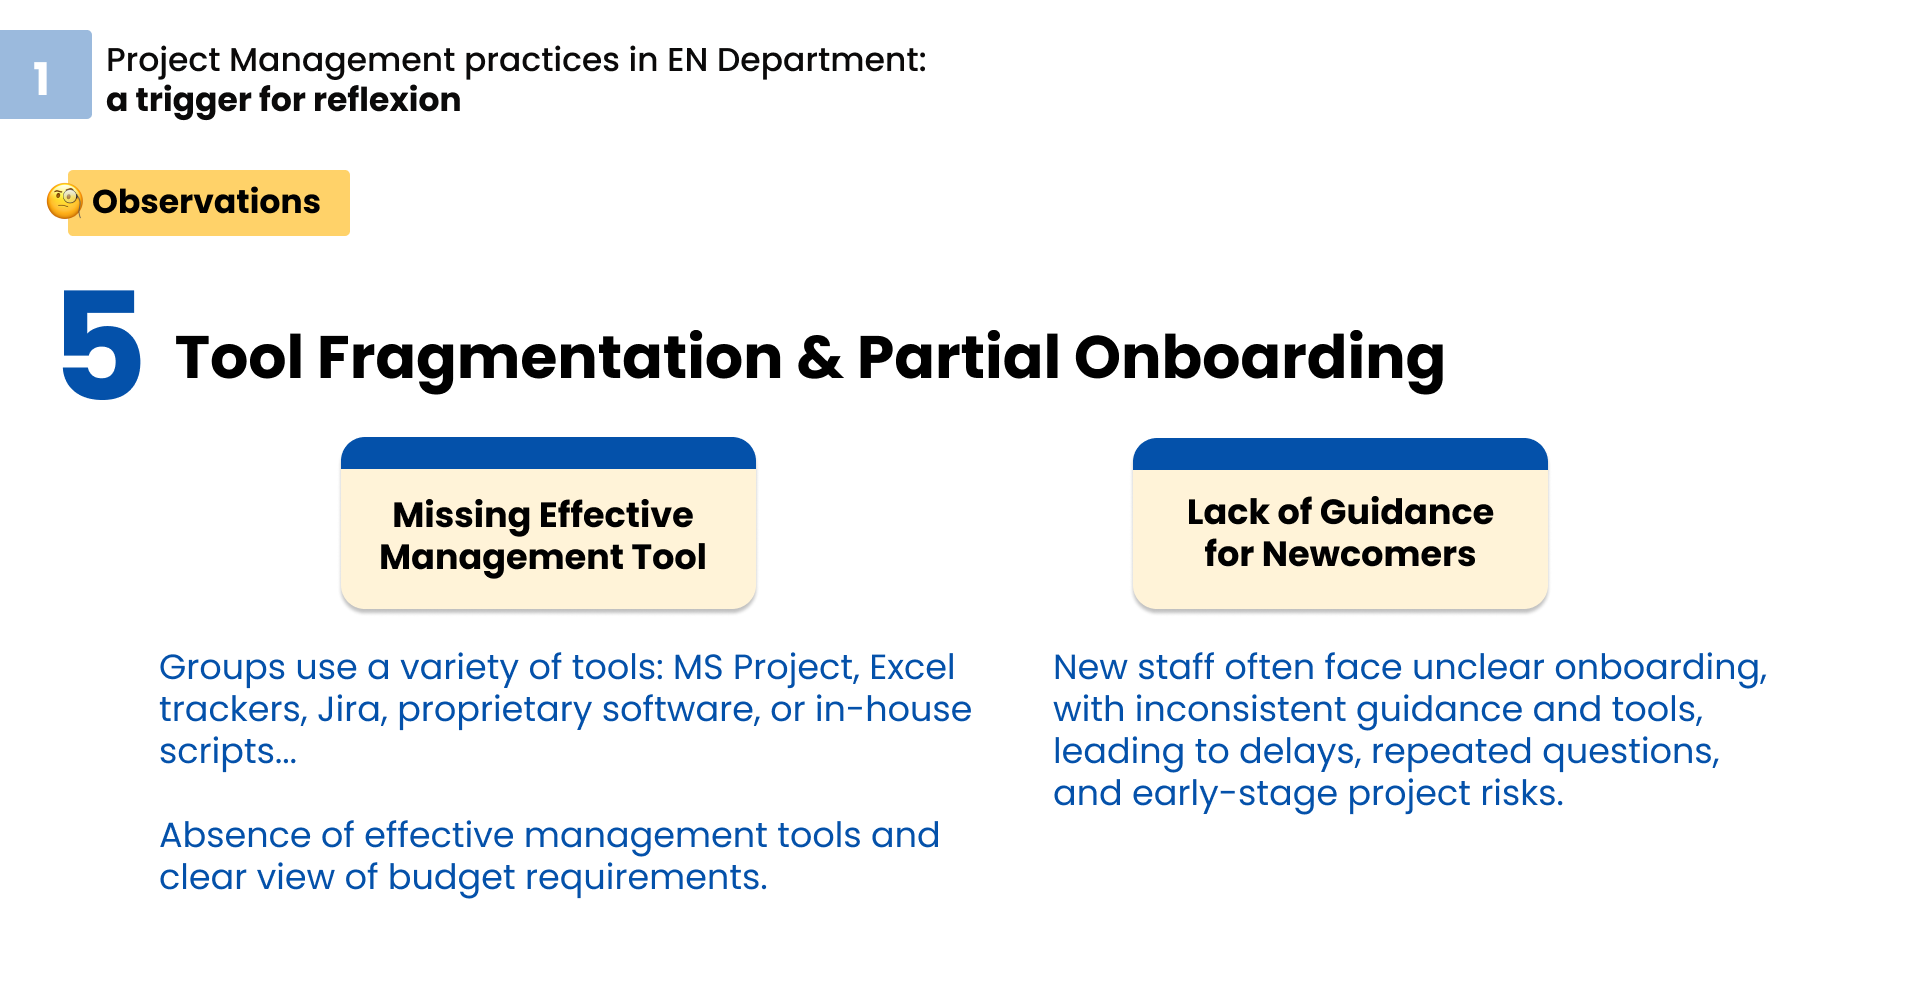 1
Project Management practices in EN Department:
a trigger for reflexion
Observations
5
Tool Fragmentation & Partial Onboarding
Missing Effective
Management Tool
Groups use a variety of tools: MS Project, Excel
trackers, Jira, proprietary software, or in-house
scripts...
Absence of effective management tools and
clear view of budget requirements.
Lack of Guidance
for Newcomers
New staff often face unclear onboarding,
with inconsistent guidance and tools,
leading to delays, repeated questions,
and early-stage project risks.